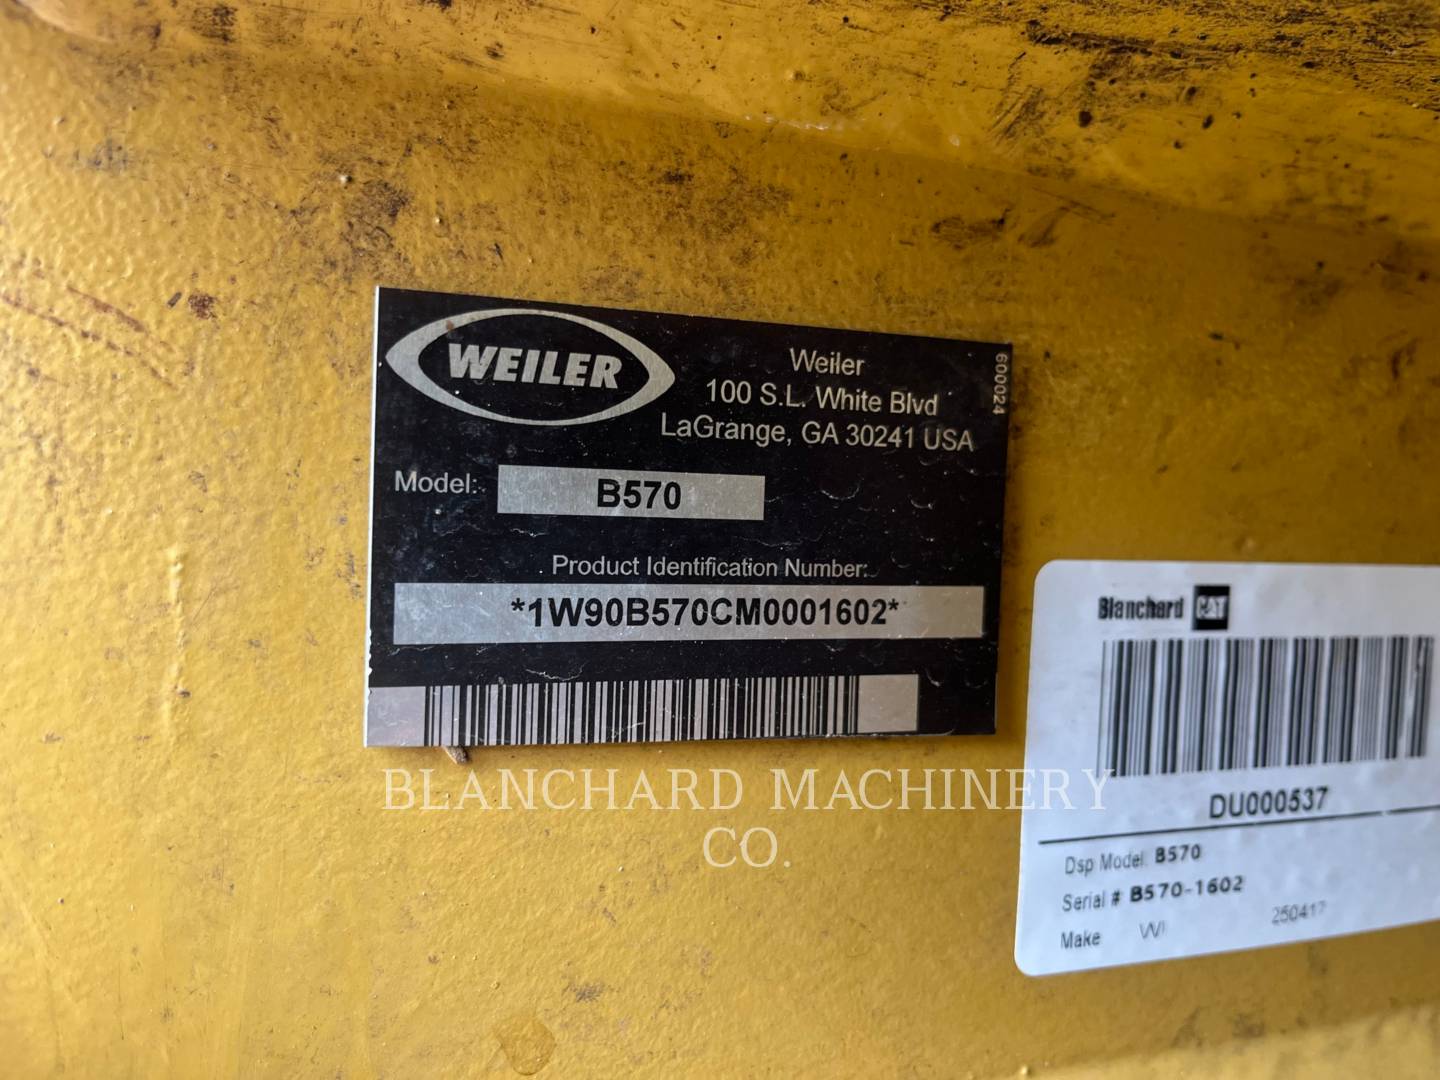 WEILER
Weiler
100 S.L. White Blvd
LaGrange, GA 30241 USA
600024
Model: B570
Product Identification Number:
*1W90B570CM0001602*
Blanchard CAT
DU000537
Dsp Model: B570
Serial # B570-1602
Make WI 250417
BLANCHARD MACHINERY
CO.